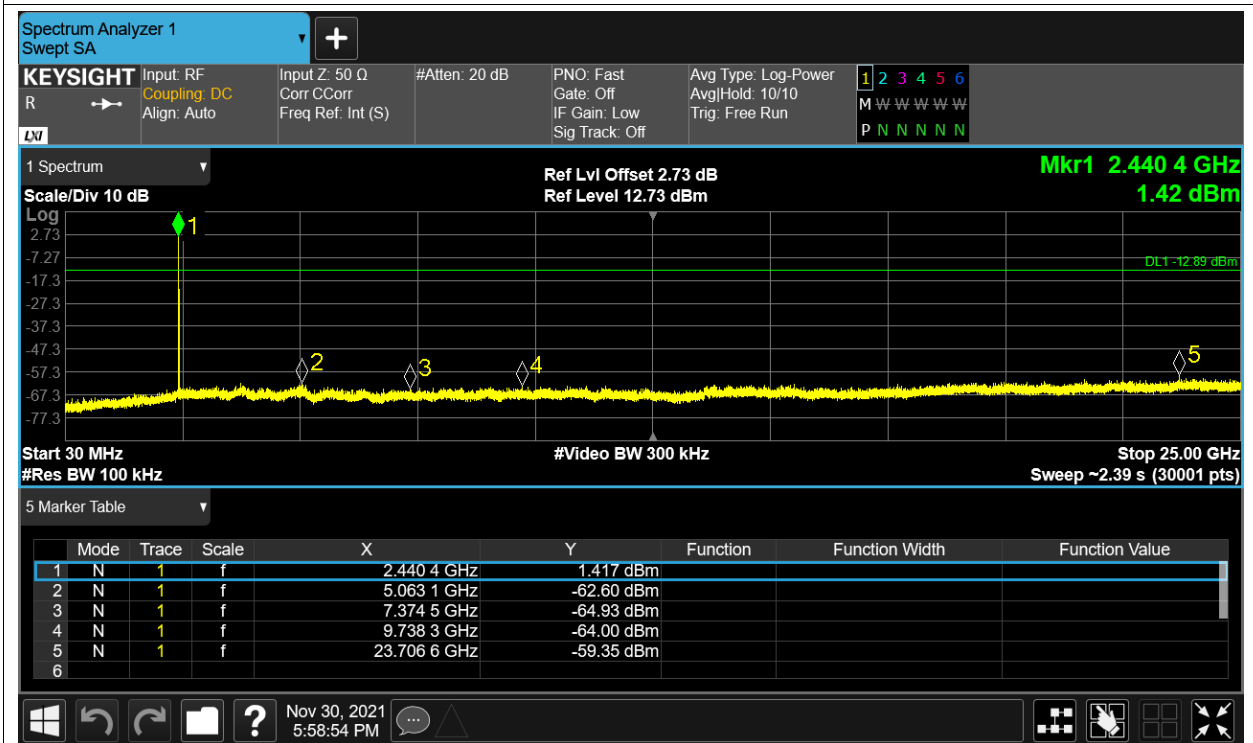 Spectrum Analyzer 1
Swept SA
KEYSIGHT
R
LXI
Input: RF
Coupling: DC
Align: Auto
Input Z: 50 Ω
Corr CCorr
Freq Ref: Int (S)
#Atten: 20 dB
PNO: Fast
Gate: Off
IF Gain: Low
Sig Track: Off
Avg Type: Log-Power
Avg|Hold: 10/10
Trig: Free Run
1 2 3 4 5 6
M W W W W W
P N N N N N
1 Spectrum
Scale/Div 10 dB
Ref Lvl Offset 2.73 dB
Ref Level 12.73 dBm
Mkr1 2.440 4 GHz
1.42 dBm
Log
2.73
-7.27
-17.3
-27.3
-37.3
-47.3
-57.3
-67.3
-77.3
1
DL1 -12.89 dBm
2
3
4
5
Start 30 MHz
#Res BW 100 kHz
#Video BW 300 kHz
Stop 25.00 GHz
Sweep ~2.39 s (30001 pts)
5 Marker Table
Mode Trace Scale X Y Function Function Width Function Value
1 N 1 f 2.440 4 GHz 1.417 dBm
2 N 1 f 5.063 1 GHz -62.60 dBm
3 N 1 f 7.374 5 GHz -64.93 dBm
4 N 1 f 9.738 3 GHz -64.00 dBm
5 N 1 f 23.706 6 GHz -59.35 dBm
6
?
Nov 30, 2021
5:58:54 PM